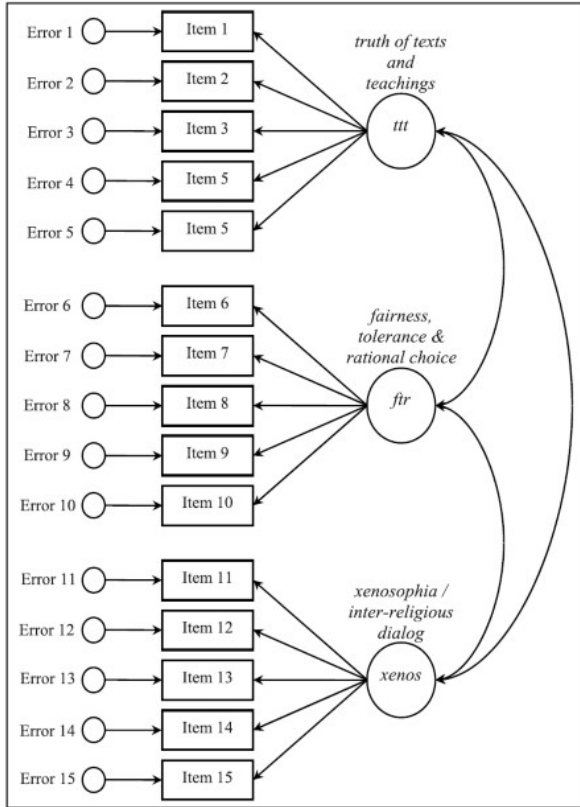 Error 1
Item 1
truth of texts
and
teachings
Error 2
Item 2
Error 3
Item 3
ttt
Error 4
Item 5
Error 5
Item 5
Error 6
Item 6
fairness,
tolerance &
rational choice
Error 7
Item 7
Error 8
Item 8
ftr
Error 9
Item 9
Error 10
Item 10
Error 11
Item 11
xenosophia /
inter-religious
dialog
Error 12
Item 12
Error 13
Item 13
xenos
Error 14
Item 14
Error 15
Item 15